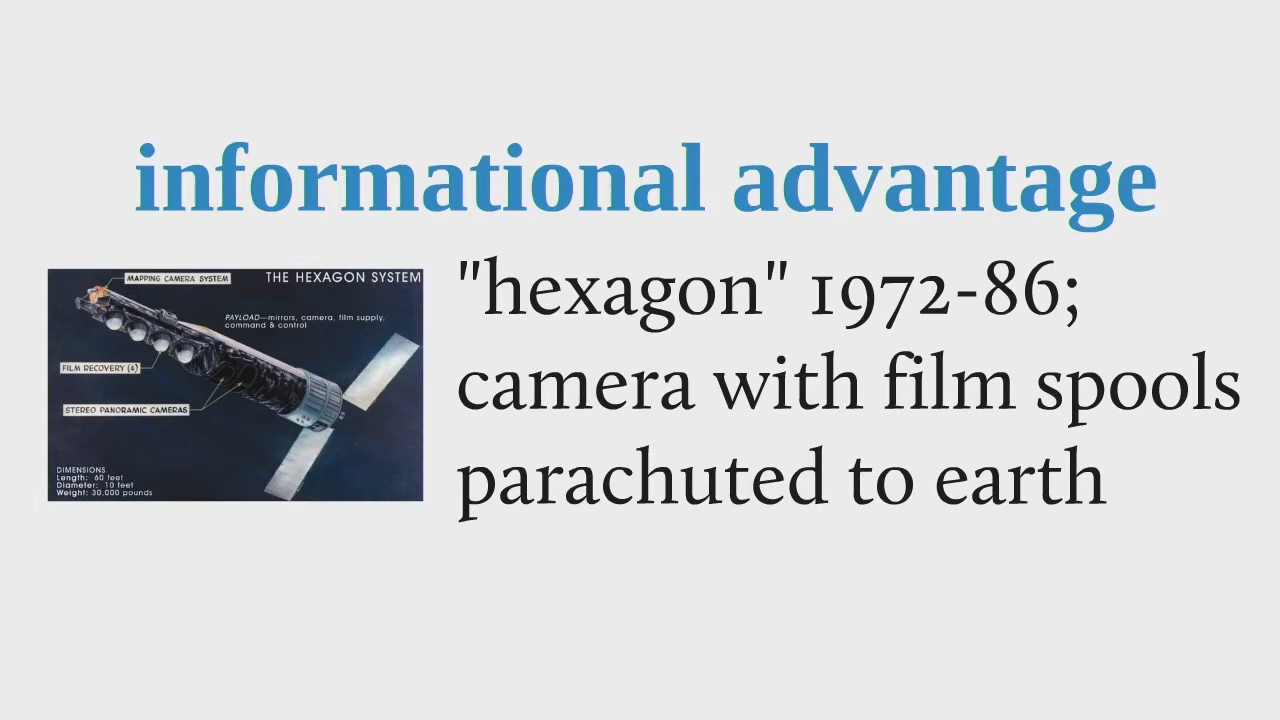 informational advantage
MAPPING CAMERA SYSTEM
THE HEXAGON SYSTEM
PAYLOAD—mirrors, camera, film supply,
command & control
FILM RECOVERY (4)
STEREO PANORAMIC CAMERAS
DIMENSIONS
Length: 60 feet
Diameter: 10 feet
Weight: 30,000 pounds
"hexagon" 1972-86;
camera with film spools
parachuted to earth